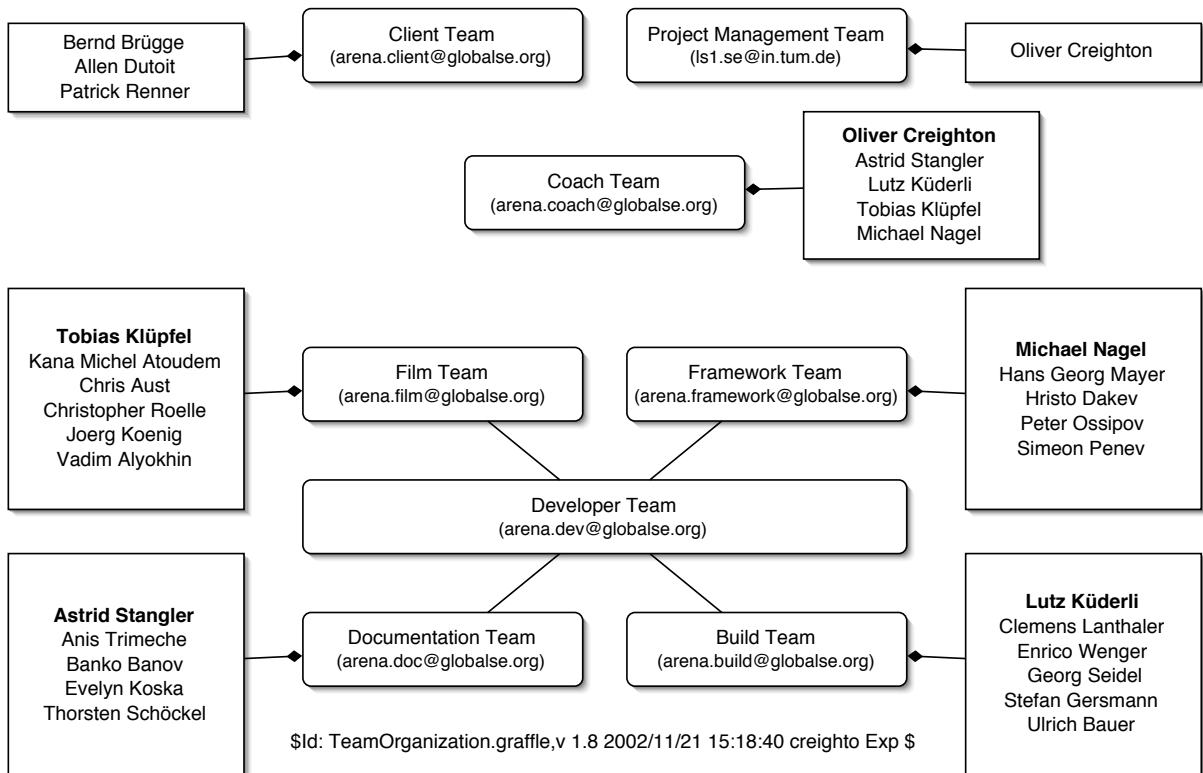 Bernd Brügge
Allen Dutoit
Patrick Renner
Client Team
(arena.client@globalse.org)
Project Management Team
(ls1.se@in.tum.de)
Oliver Creighton
Coach Team
(arena.coach@globalse.org)
Oliver Creighton
Astrid Stangler
Lutz Küderli
Tobias Klüpfel
Michael Nagel
Tobias Klüpfel
Kana Michel Atoudem
Chris Aust
Christopher Roelle
Joerg Koenig
Vadim Alyokhin
Film Team
(arena.film@globalse.org)
Framework Team
(arena.framework@globalse.org)
Michael Nagel
Hans Georg Mayer
Hristo Dakev
Peter Ossipov
Simeon Penev
Developer Team
(arena.dev@globalse.org)
Astrid Stangler
Anis Trimeche
Banko Banov
Evelyn Koska
Thorsten Schöckel
Documentation Team
(arena.doc@globalse.org)
Build Team
(arena.build@globalse.org)
Lutz Küderli
Clemens Lanthaler
Enrico Wenger
Georg Seidel
Stefan Gersmann
Ulrich Bauer
$Id: TeamOrganization.graffle,v 1.8 2002/11/21 15:18:40 creighto Exp $